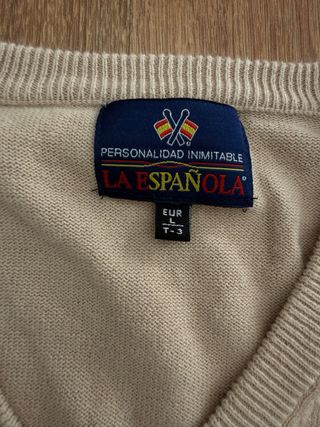 PERSONALIDAD INIMITABLE
LA ESPAÑOLA
EUR
L
T-3